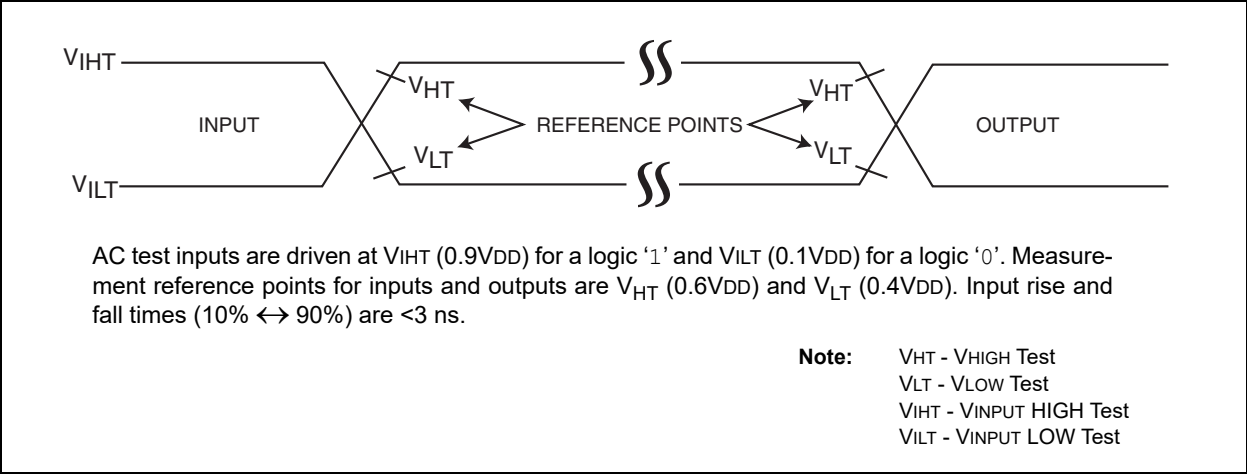 VIHT
VHT
VHT
INPUT
REFERENCE POINTS
OUTPUT
VLT
VLT
VILT
AC test inputs are driven at VIHT (0.9VDD) for a logic ‘1’ and VILT (0.1VDD) for a logic ‘0’. Measure-
ment reference points for inputs and outputs are VHT (0.6VDD) and VLT (0.4VDD). Input rise and
fall times (10% ↔ 90%) are <3 ns.
Note: VHT - VHIGH Test
VLT - VLOW Test
VIHT - VINPUT HIGH Test
VILT - VINPUT LOW Test